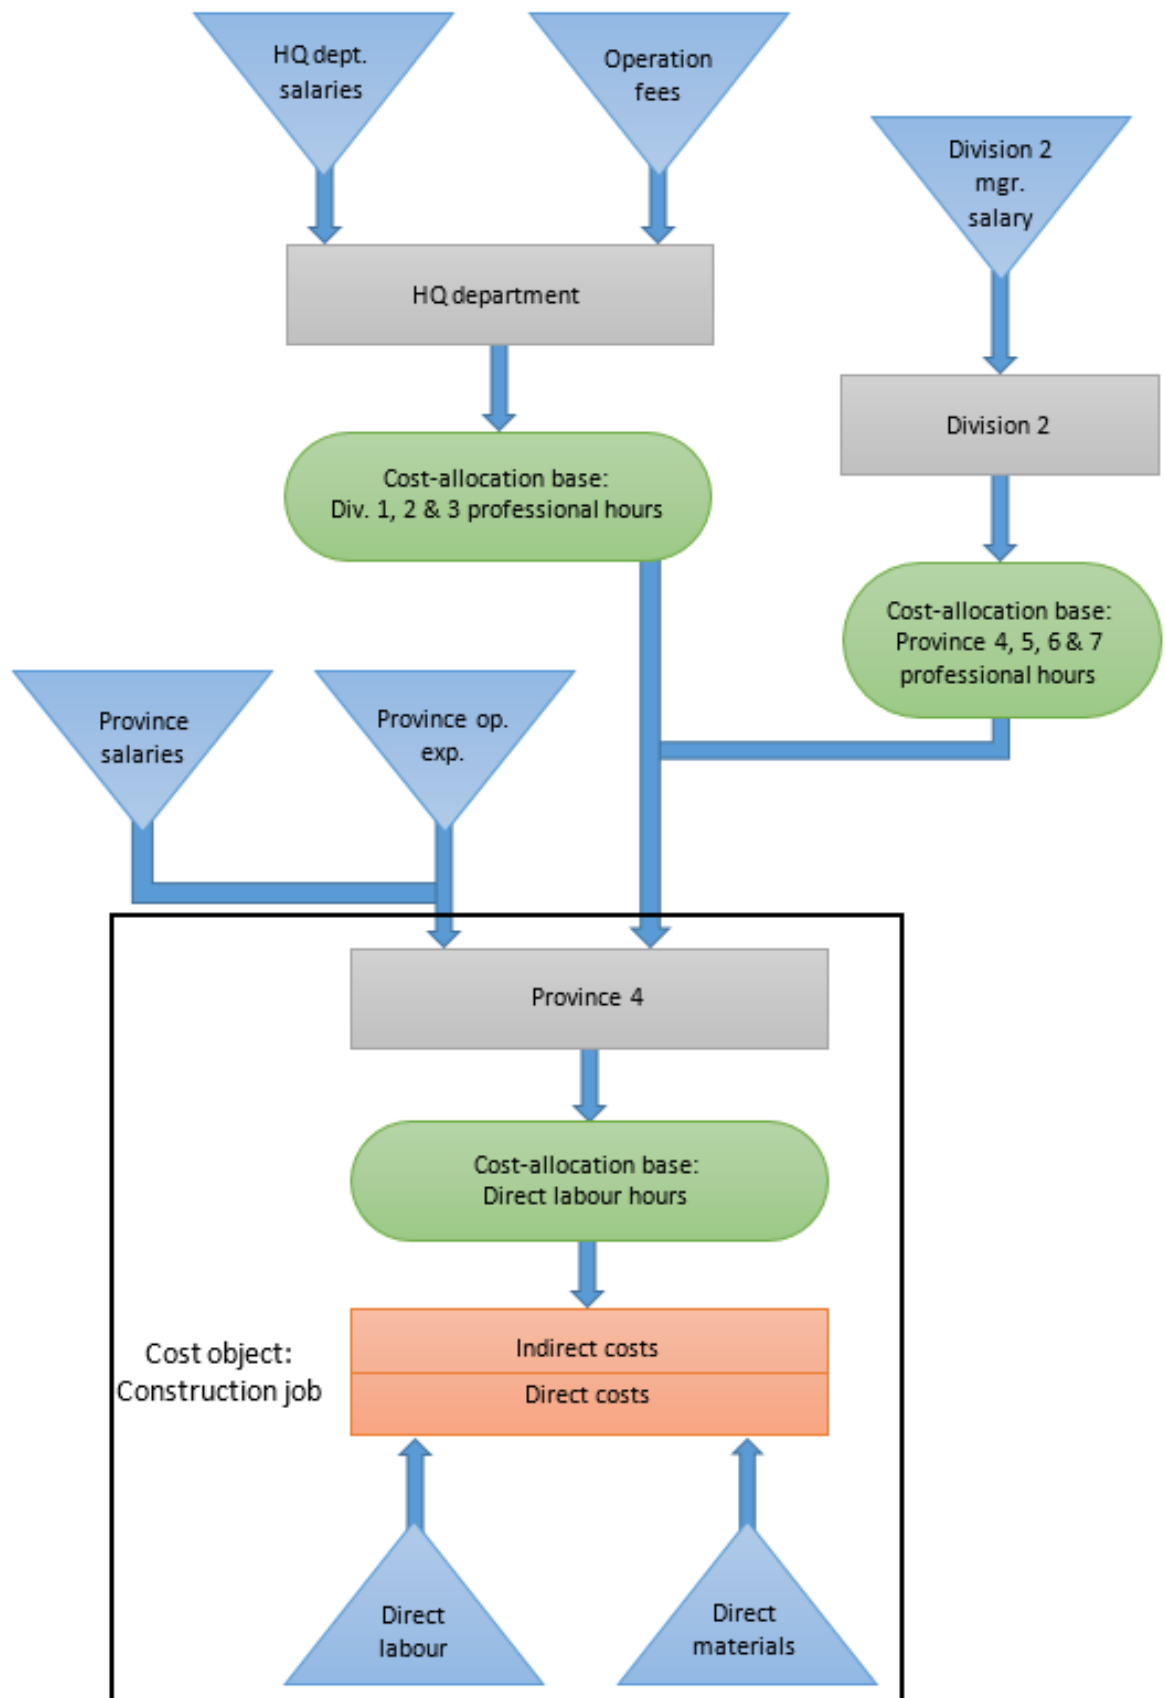 HQ dept.
salaries
Operation
fees
Division 2
mgr.
salary
HQ department
Division 2
Cost-allocation base:
Div. 1, 2 & 3 professional hours
Cost-allocation base:
Province 4, 5, 6 & 7
professional hours
Province
salaries
Province op.
exp.
Province 4
Cost-allocation base:
Direct labour hours
Cost object:
Construction job
Indirect costs
Direct costs
Direct
labour
Direct
materials